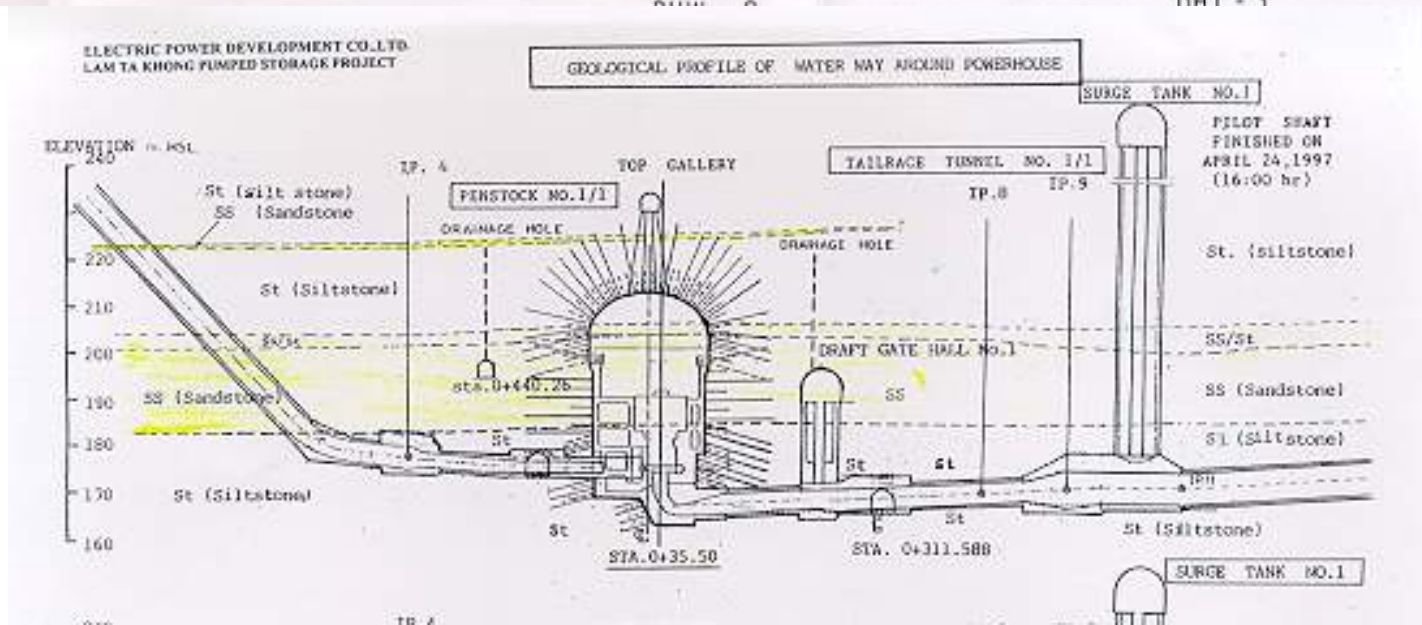 ELECTRIC POWER DEVELOPMENT CO.,LTD.
LAM TA KHONG PUMPED STORAGE PROJECT
GEOLOGICAL PROFILE OF WATER WAY AROUND POWERHOUSE
SURGE TANK NO.1
PILOT SHAFT
FINISHED ON
APRIL 24,1997
(16:00 hr)
ELEVATION
240
IP. 4
TOP GALLERY
TAILRACE TUNNEL NO. 1/1
IP.8
IP.9
St (silt stone)
SS (Sandstone
PENSTOCK NO.1/1
DRAINAGE HOLE
DRAINAGE HOLE
220
St. (siltstone)
St (Siltstone)
210
SS/St
200
DRAFT GATE HALL No.1
sta.0+440.26
190
SS (Sandstone)
SS
SS (Sandstone)
180
St
(Siltstone)
St
St
170
St (Siltstone)
St
St
St (Siltstone)
160
STA.0+35.50
STA. 0+311.588
SURGE TANK NO.1